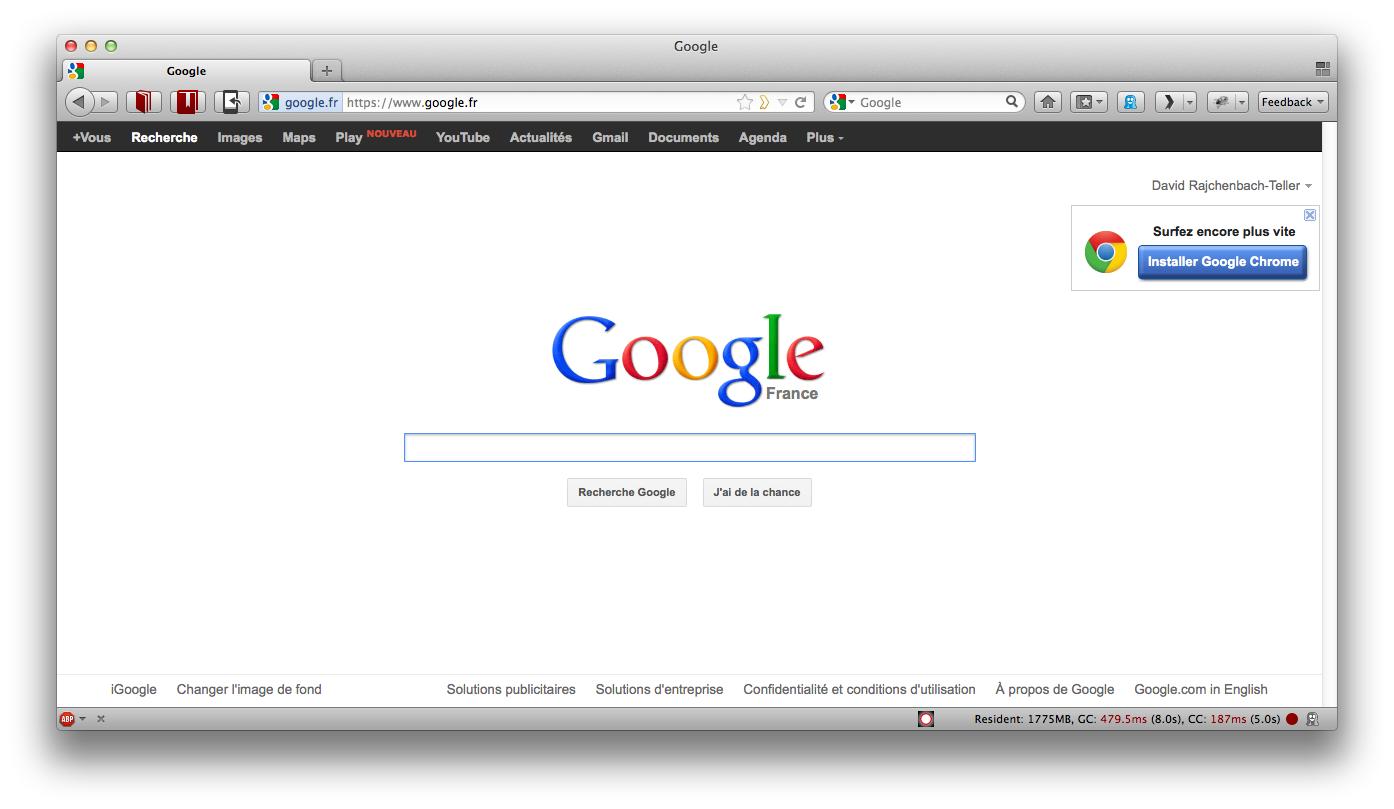 Google
Google
google.fr https://www.google.fr Google Feedback
+Vous Recherche Images Maps Play NOUVEAU YouTube Actualités Gmail Documents Agenda Plus
David Rajchenbach-Teller
Surfez encore plus vite
Installer Google Chrome
Google
France
Recherche Google J'ai de la chance
iGoogle Changer l'image de fond Solutions publicitaires Solutions d'entreprise Confidentialité et conditions d'utilisation À propos de Google Google.com in English
ABP Resident: 1775MB, GC: 479.5ms (8.0s), CC: 187ms (5.0s)